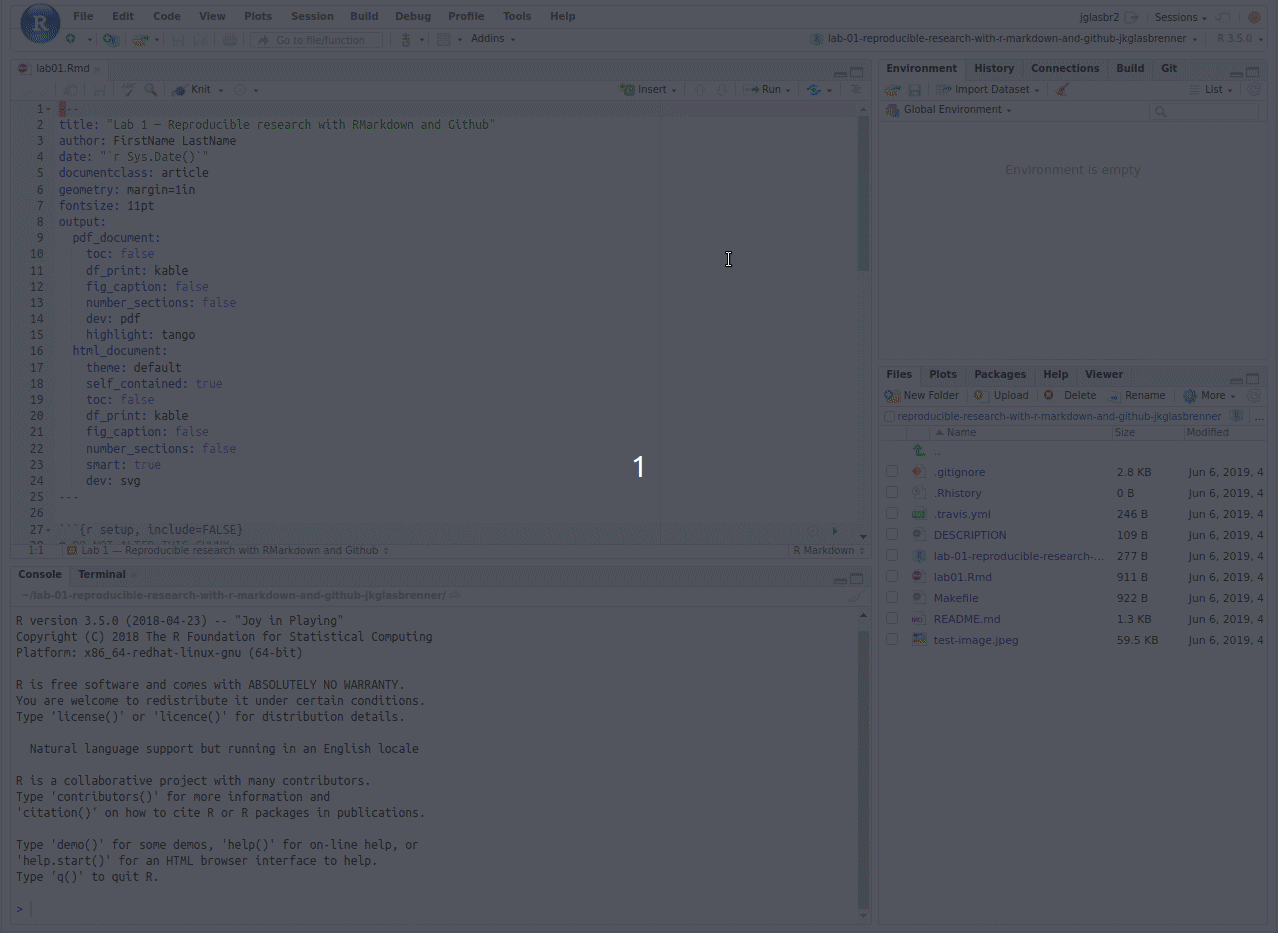 File Edit Code View Plots Session Build Debug Profile Tools Help
jglasbr2 Sessions
Go to file/function Addins
lab-01-reproducible-research-with-r-markdown-and-github-jkglasbrenner R 3.5.0
lab01.Rmd
Knit Insert Run
1 ---
2 title: "Lab 1 — Reproducible research with RMarkdown and Github"
3 author: FirstName LastName
4 date: "`r Sys.Date()`"
5 documentclass: article
6 geometry: margin=1in
7 fontsize: 11pt
8 output:
9 pdf_document:
10 toc: false
11 df_print: kable
12 fig_caption: false
13 number_sections: false
14 dev: pdf
15 highlight: tango
16 html_document:
17 theme: default
18 self_contained: true
19 toc: false
20 df_print: kable
21 fig_caption: false
22 number_sections: false
23 smart: true
24 dev: svg
25 ---
26
27 ```{r setup, include=FALSE}
1:1 Lab 1 — Reproducible research with RMarkdown and Github R Markdown
1
Console Terminal
~/lab-01-reproducible-research-with-r-markdown-and-github-jkglasbrenner/
R version 3.5.0 (2018-04-23) -- "Joy in Playing"
Copyright (C) 2018 The R Foundation for Statistical Computing
Platform: x86_64-redhat-linux-gnu (64-bit)
R is free software and comes with ABSOLUTELY NO WARRANTY.
You are welcome to redistribute it under certain conditions.
Type 'license()' or 'licence()' for distribution details.
Natural language support but running in an English locale
R is a collaborative project with many contributors.
Type 'contributors()' for more information and
'citation()' on how to cite R or R packages in publications.
Type 'demo()' for some demos, 'help()' for on-line help, or
'help.start()' for an HTML browser interface to help.
Type 'q()' to quit R.
>
Environment History Connections Build Git
Import Dataset List
Global Environment
Environment is empty
Files Plots Packages Help Viewer
New Folder Upload Delete Rename More
reproducible-research-with-r-markdown-and-github-jkglasbrenner ...
Name Size Modified
..
.gitignore 2.8 KB Jun 6, 2019, 4
.Rhistory 0 B Jun 6, 2019, 4
.travis.yml 246 B Jun 6, 2019, 4
DESCRIPTION 109 B Jun 6, 2019, 4
lab-01-reproducible-research-... 277 B Jun 6, 2019, 4
lab01.Rmd 911 B Jun 6, 2019, 4
Makefile 922 B Jun 6, 2019, 4
README.md 1.3 KB Jun 6, 2019, 4
test-image.jpeg 59.5 KB Jun 6, 2019, 4